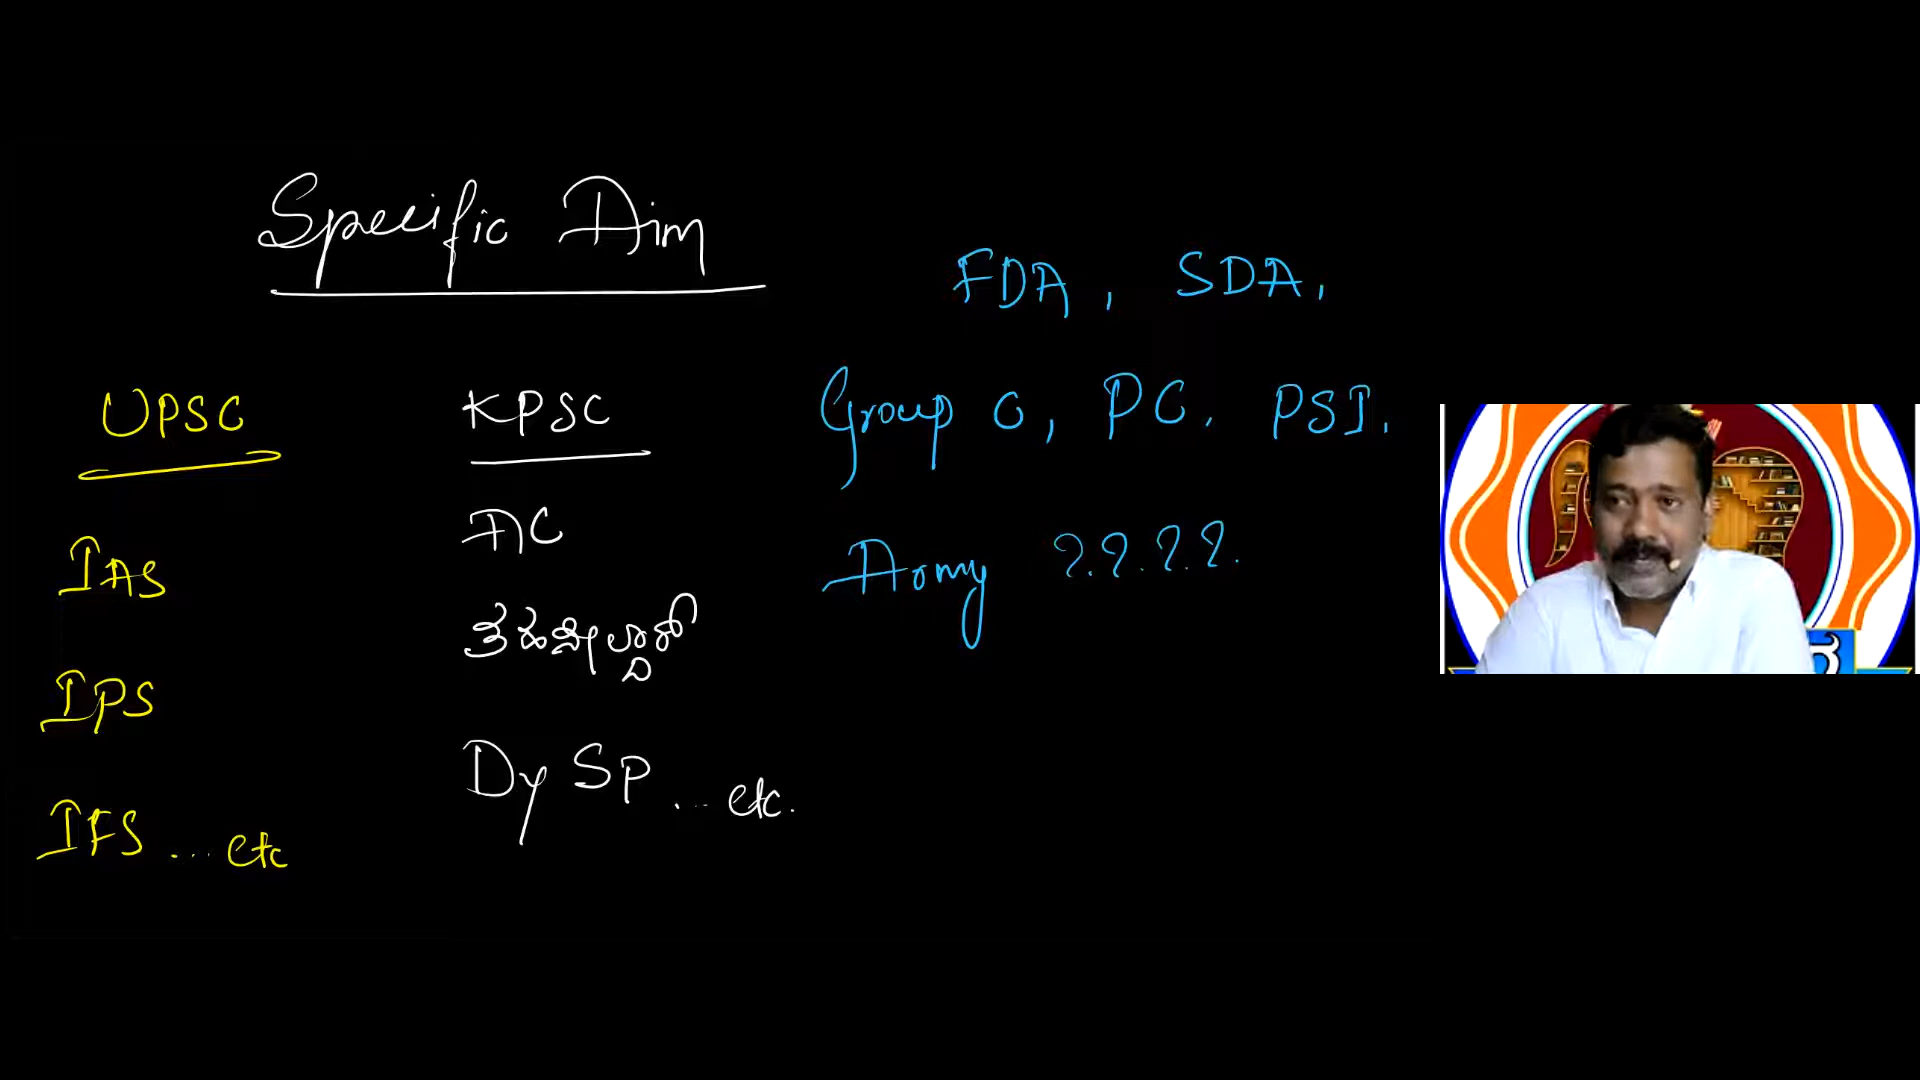 Specific Aim
UPSC
IAS
IPS
IFS ... etc
KPSC
AC
ತಹಶೀಲ್ದಾರ್
Dy SP ... etc.
FDA, SDA,
Group C, PC, PSI,
Army ?.?.?.?.